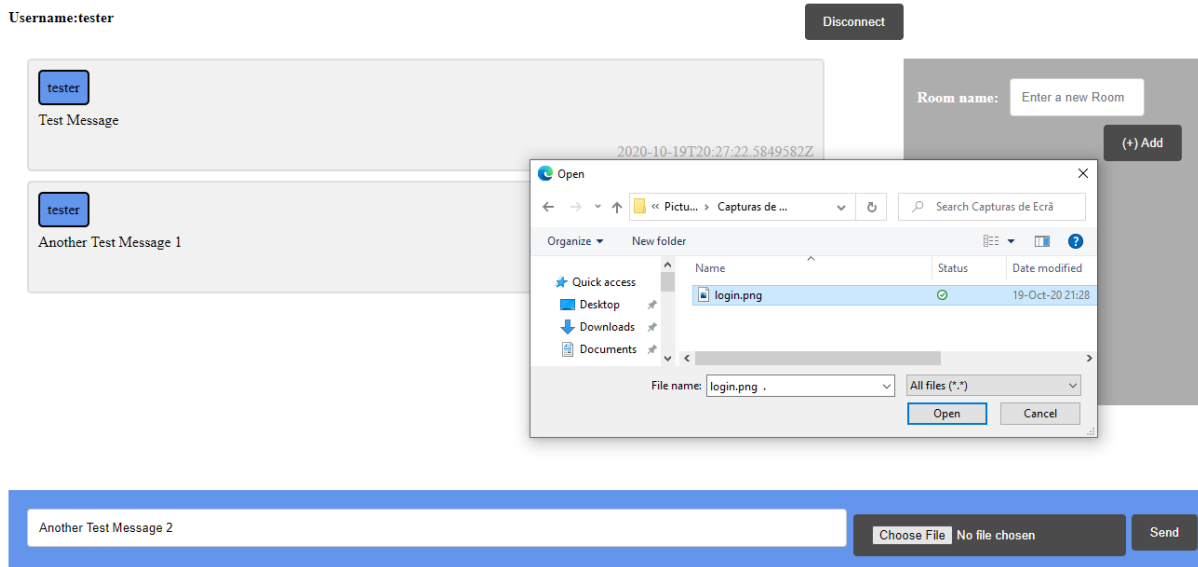 Username:tester
Disconnect
tester
Test Message
2020-10-19T20:27:22.5849582Z
Room name:
Enter a new Room
(+) Add
tester
Another Test Message 1
Open
« Pictu... › Capturas de ...
Search Capturas de Ecrã
Organize
New folder
Name
Status
Date modified
Quick access
Desktop
Downloads
Documents
login.png
19-Oct-20 21:28
File name:
login.png .
All files (*.*)
Open
Cancel
Another Test Message 2
Choose File No file chosen
Send